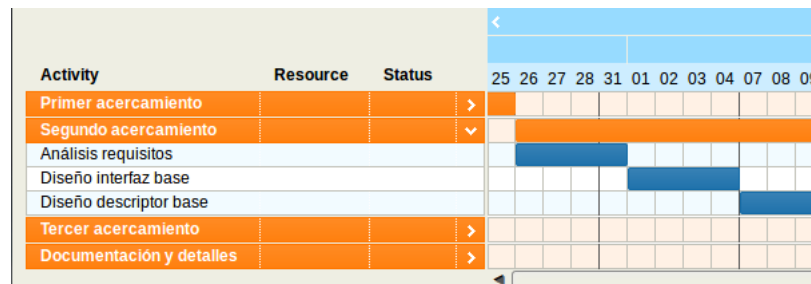 Activity Resource Status 25 26 27 28 31 01 02 03 04 07 08 09
Primer acercamiento
Segundo acercamiento
Análisis requisitos
Diseño interfaz base
Diseño descriptor base
Tercer acercamiento
Documentación y detalles